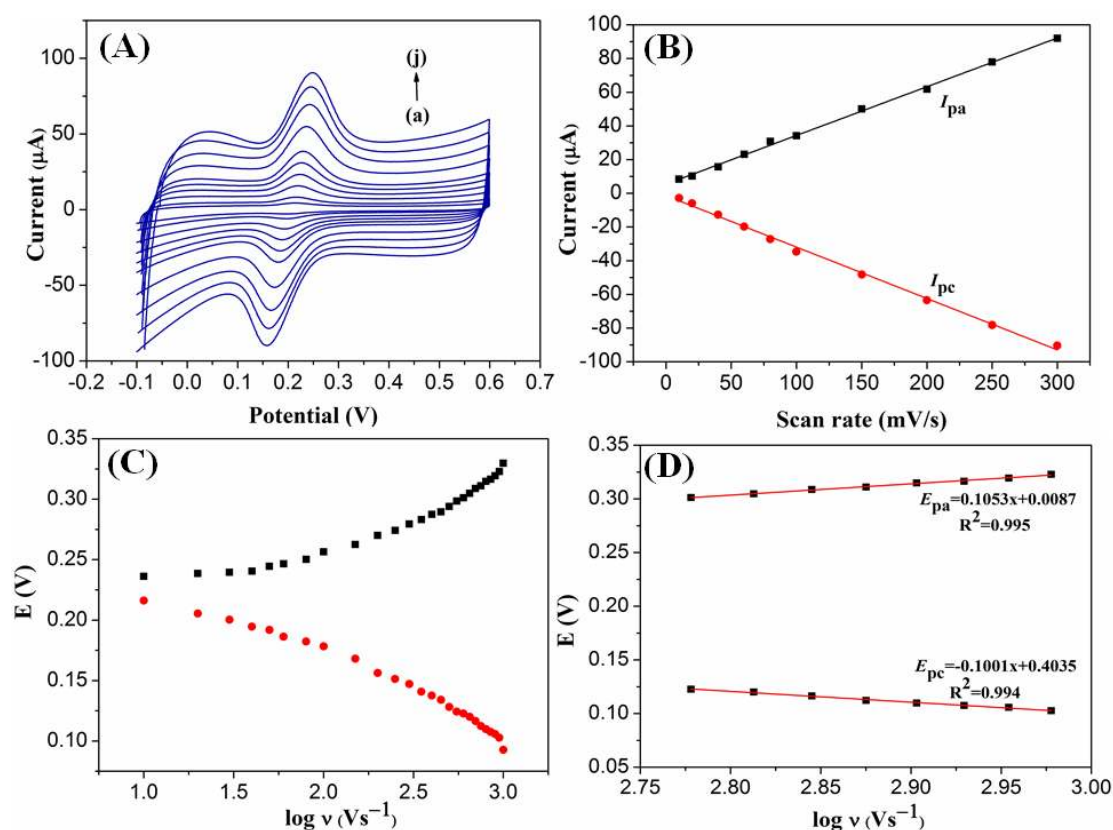 (A)
(j)
(a)
100
50
0
-50
-100
Current (μA)
-0.1 0.0 0.1 0.2 0.3 0.4 0.5 0.6 0.7
Potential (V)
(B)
100
80
60
40
20
0
-20
-40
-60
-80
-100
Current (μA)
Ipa
Ipc
0 50 100 150 200 250 300
Scan rate (mV/s)
(C)
0.35
0.30
0.25
0.20
0.15
0.10
E (V)
1.0 1.5 2.0 2.5 3.0
log ν (Vs⁻¹)
(D)
0.35
0.30
0.25
0.20
0.15
0.10
0.05
E (V)
Epa=0.1053x+0.0087
R²=0.995
Epc=-0.1001x+0.4035
R²=0.994
2.75 2.80 2.85 2.90 2.95 3.00
log ν (Vs⁻¹)